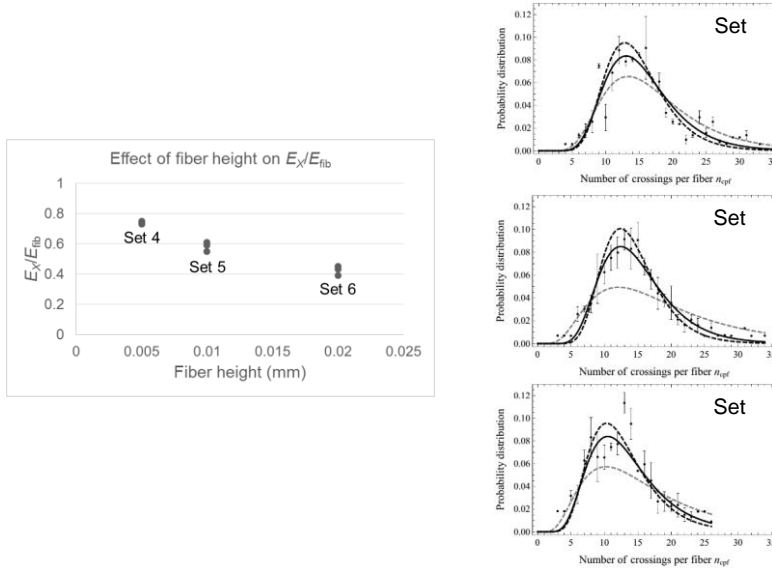 Effect of fiber height on Eₓ/E_fib
Eₓ/E_fib
1
0.8
0.6
0.4
0.2
0
Set 4
Set 5
Set 6
0 0.005 0.01 0.015 0.02 0.025
Fiber height (mm)
Set
Probability distribution
0.12
0.10
0.08
0.06
0.04
0.02
0.00
0 5 10 15 20 25 30
Number of crossings per fiber n_cpf
Set
Probability distribution
0.12
0.10
0.08
0.06
0.04
0.02
0.00
0 5 10 15 20 25 30
Number of crossings per fiber n_cpf
Set
Probability distribution
0.12
0.10
0.08
0.06
0.04
0.02
0.00
0 5 10 15 20 25 30
Number of crossings per fiber n_cpf